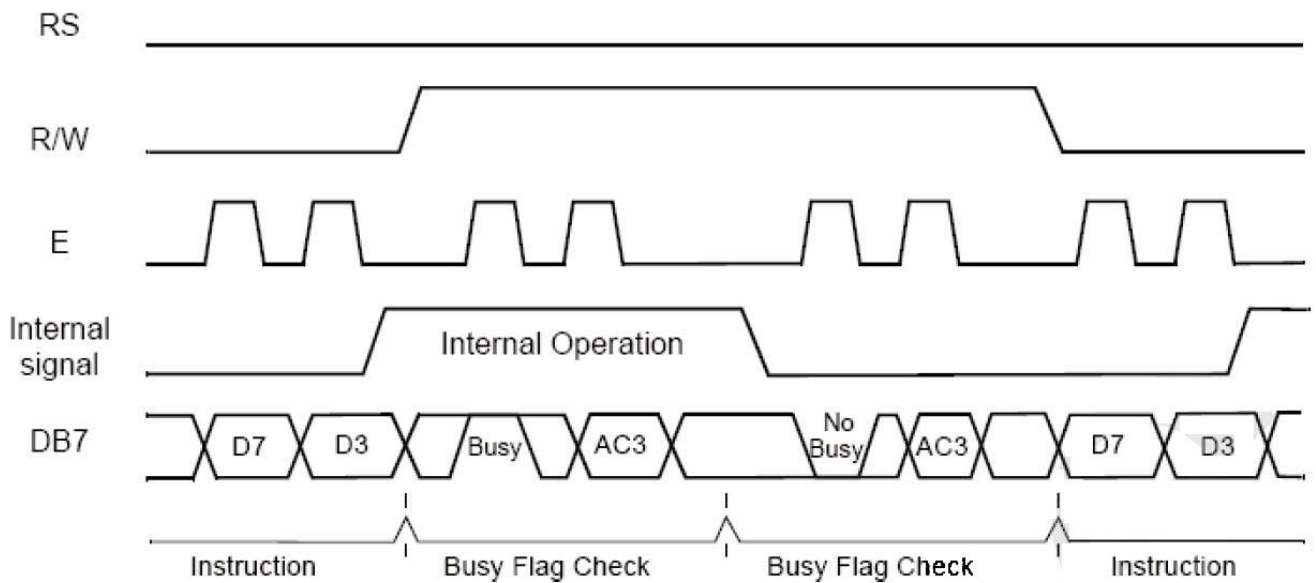 RS
R/W
E
Internal
signal
Internal Operation
DB7
D7
D3
Busy
AC3
No
Busy
AC3
D7
D3
Instruction
Busy Flag Check
Busy Flag Check
Instruction